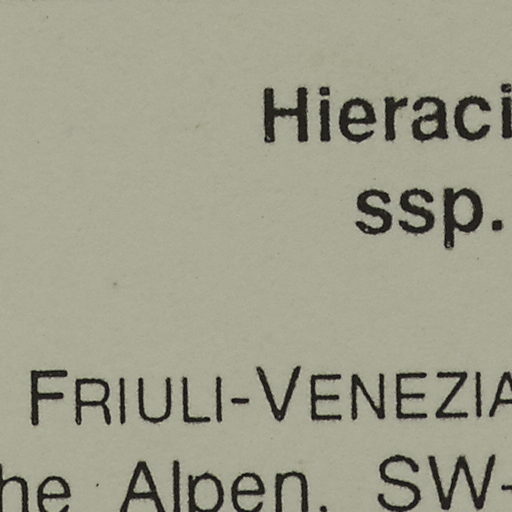 Hieraci
ssp.
FRIULI-VENEZIA
he Alpen, SW-